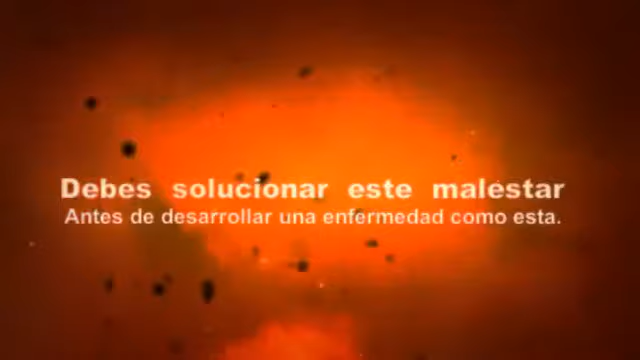 Debes solucionar este malestar
Antes de desarrollar una enfermedad como esta.